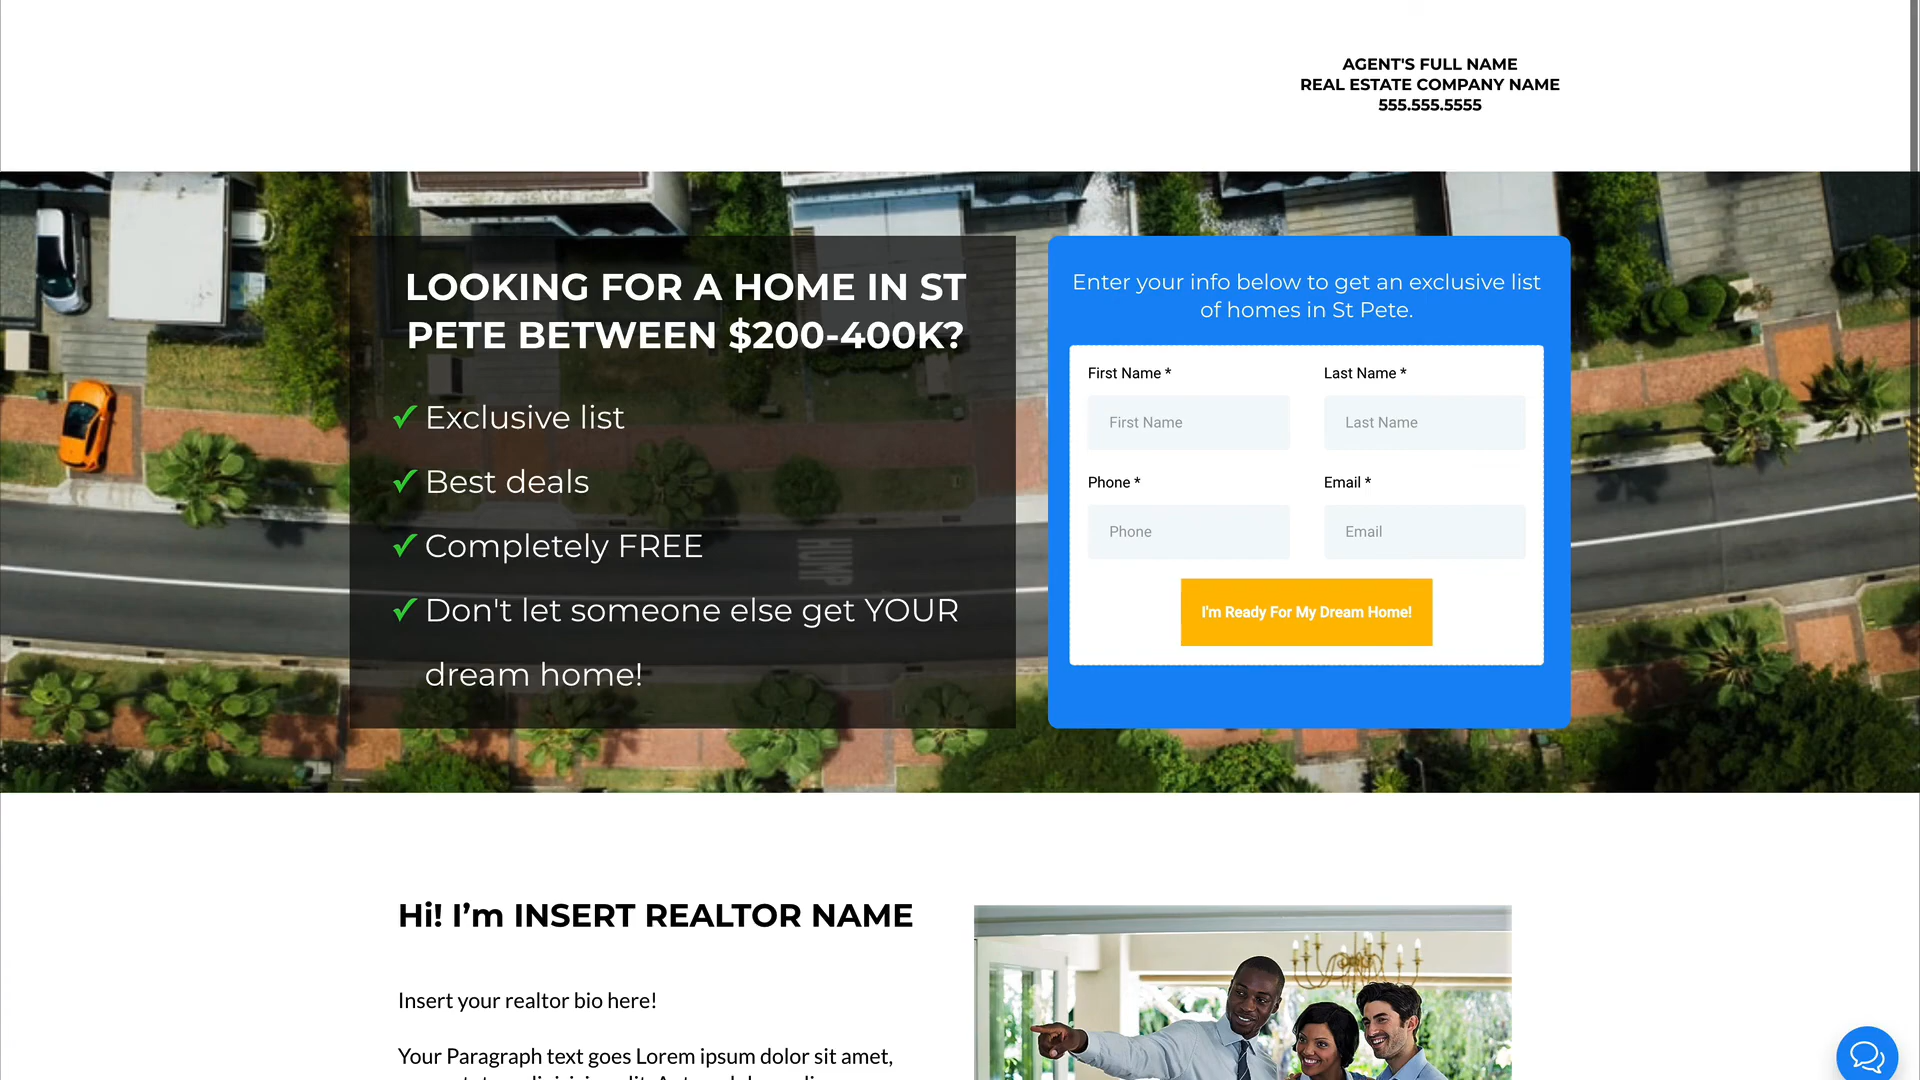 AGENT'S FULL NAME
REAL ESTATE COMPANY NAME
555.555.5555
LOOKING FOR A HOME IN ST
PETE BETWEEN $200-400K?
Exclusive list
Best deals
Completely FREE
Don't let someone else get YOUR
dream home!
HUMP
Enter your info below to get an exclusive list
of homes in St Pete.
First Name *
Last Name *
First Name
Last Name
Phone *
Email *
Phone
Email
I'm Ready For My Dream Home!
Hi! I’m INSERT REALTOR NAME
Insert your realtor bio here!
Your Paragraph text goes Lorem ipsum dolor sit amet,